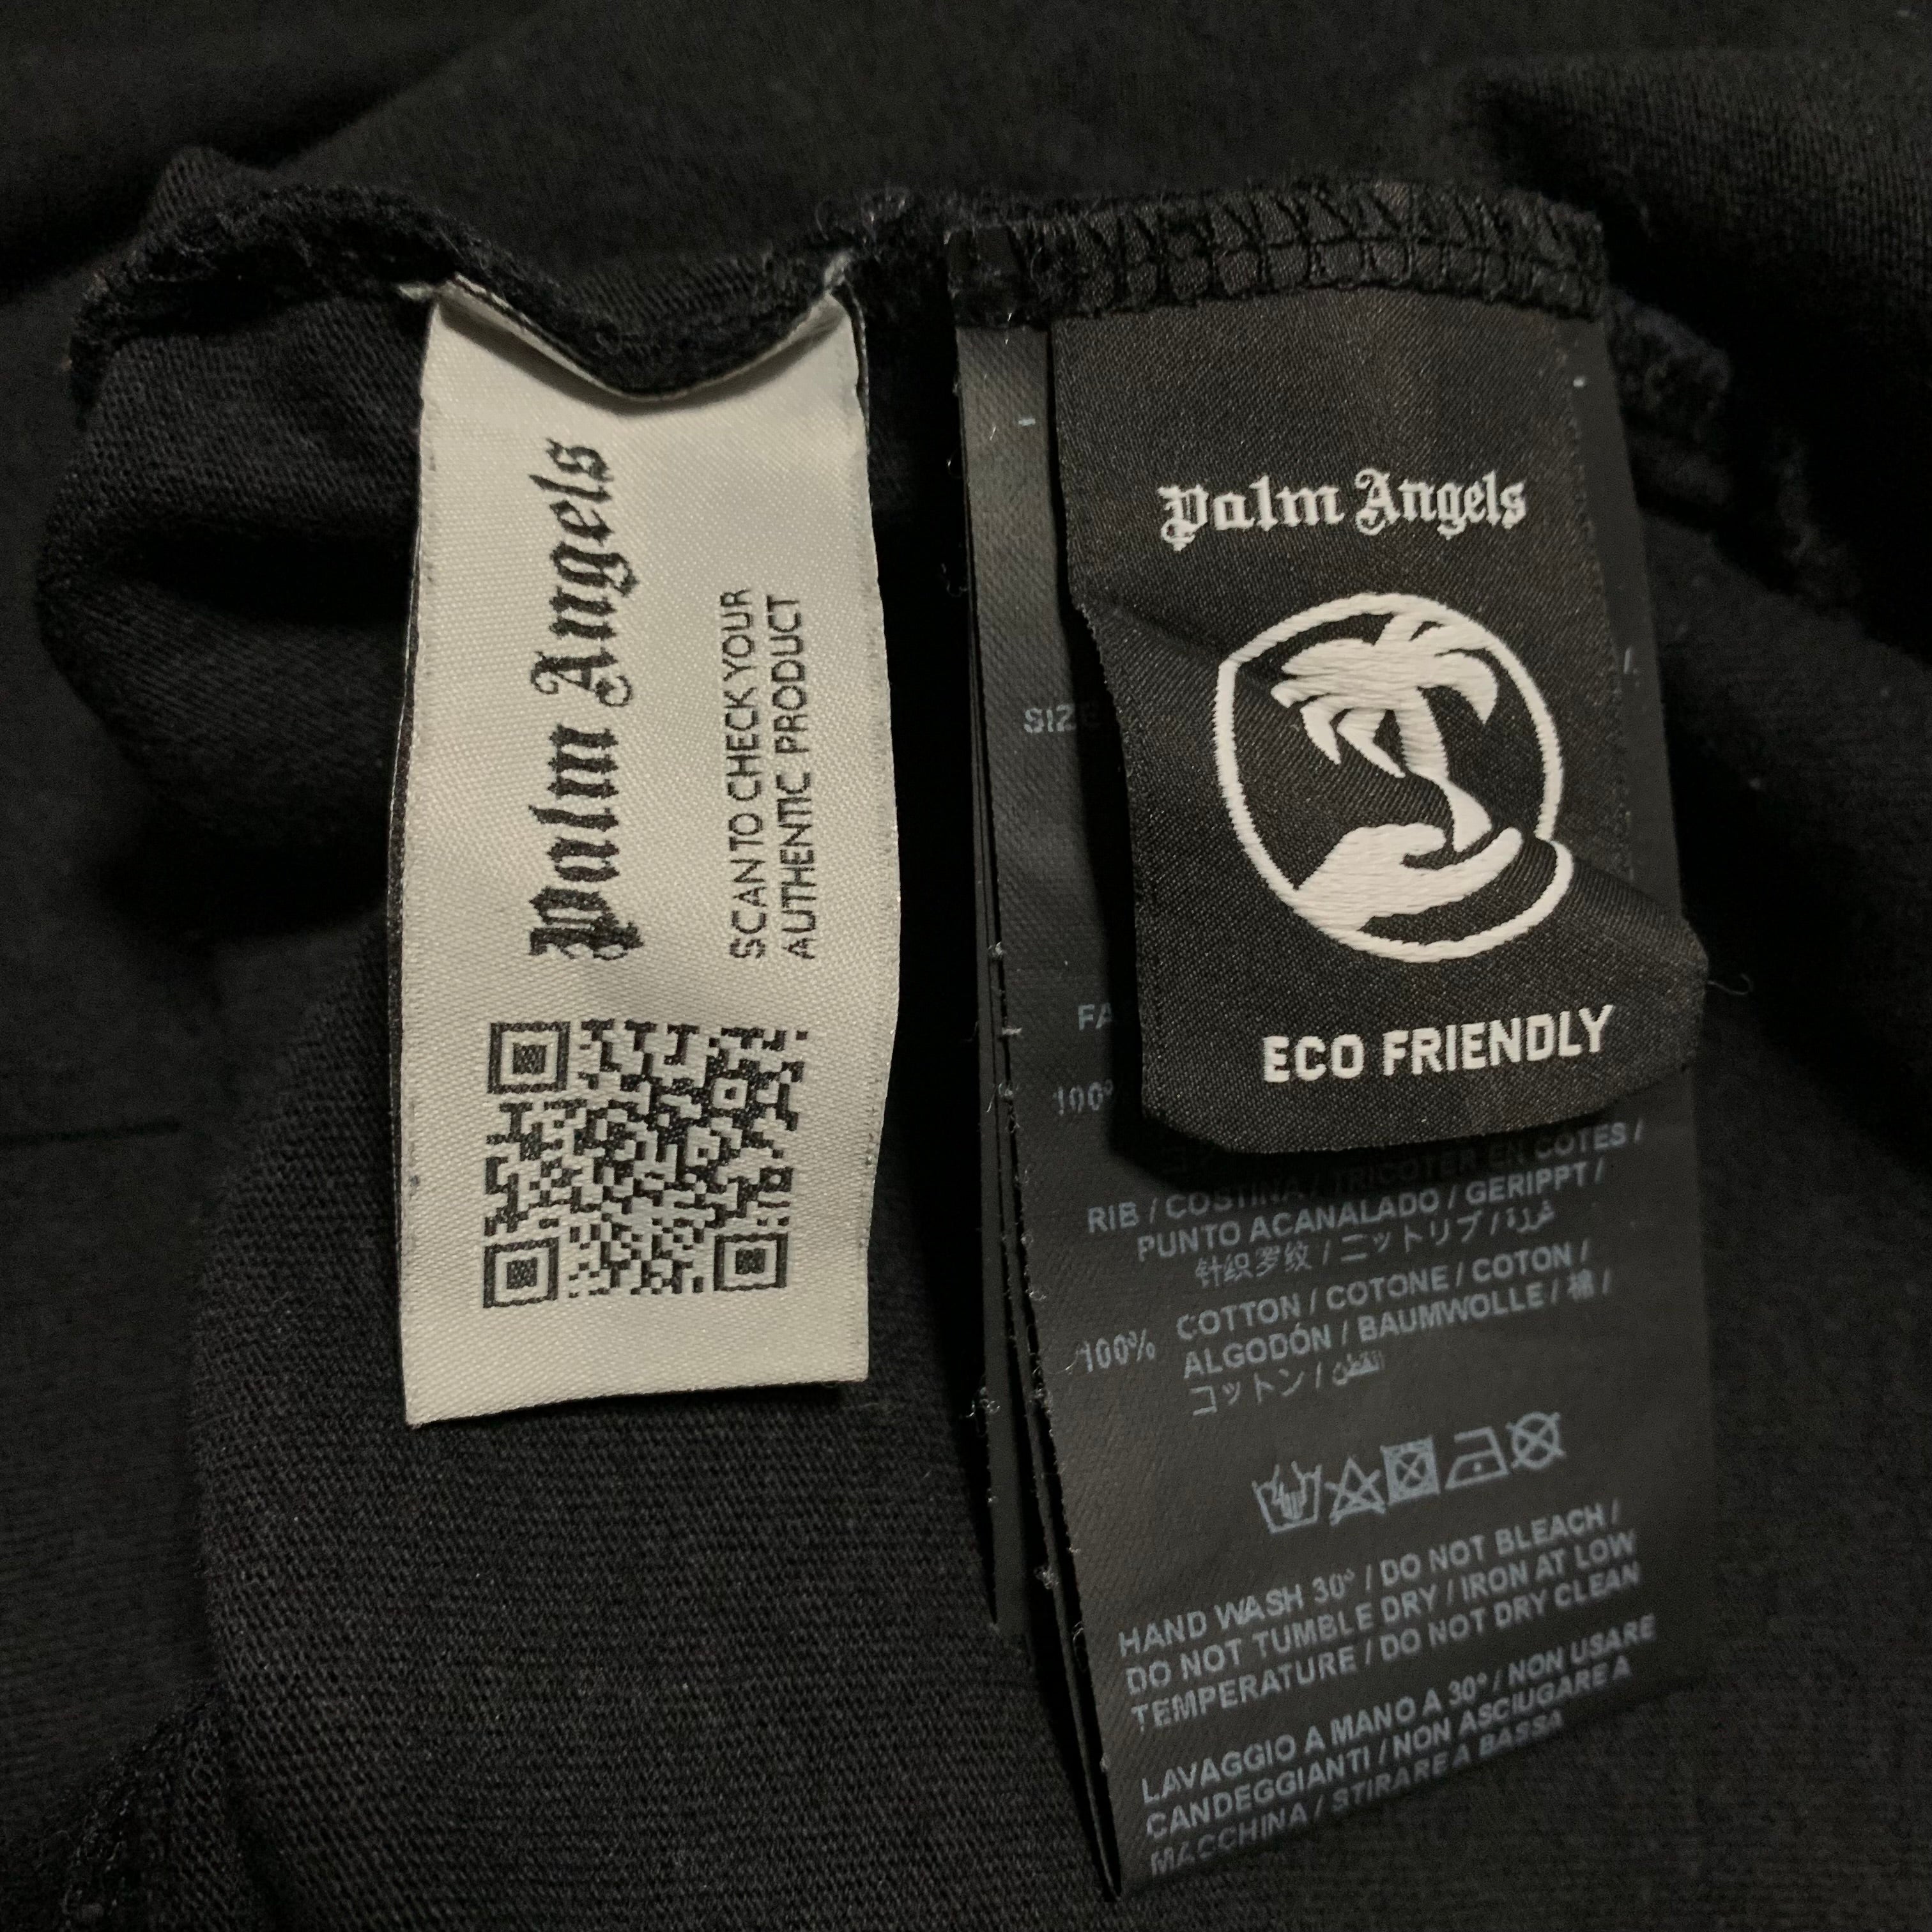 Palm Angels
SCAN TO CHECK YOUR
AUTHENTIC PRODUCT
Palm Angels
ECO FRIENDLY
SIZE
100%
RIB / COSTINA / TRICOTER EN CÔTES /
PUNTO ACANALADO / GERIPPT /
针织罗纹 / ニットリブ / غرزة
100% COTTON / COTONE / COTON /
ALGODÓN / BAUMWOLLE / 棉 /
コットン / القطن
HAND WASH 30° / DO NOT BLEACH /
DO NOT TUMBLE DRY / IRON AT LOW
TEMPERATURE / DO NOT DRY CLEAN
LAVAGGIO A MANO A 30° / NON USARE
CANDEGGIANTI / NON ASCIUGARE A
MACCHINA / STIRARE A BASSA